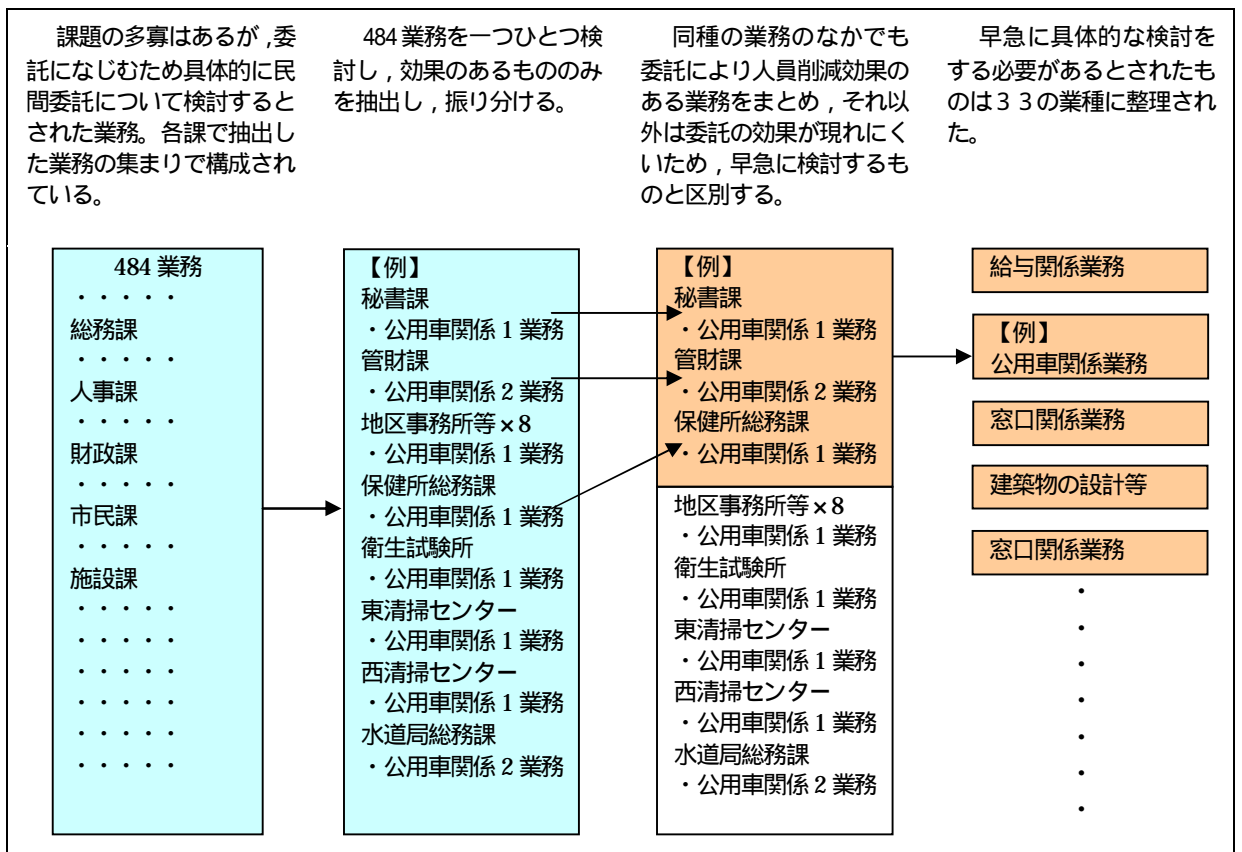 課題の多寡はあるが，委
託になじむため具体的に民
間委託について検討すると
された業務。各課で抽出し
た業務の集まりで構成され
ている。
484 業務を一つひとつ検
討し，効果のあるもののみ
を抽出し，振り分ける。
同種の業務のなかでも
委託により人員削減効果の
ある業務をまとめ，それ以
外は委託の効果が現れにく
いため，早急に検討するも
のと区別する。
早急に具体的な検討を
する必要があるとされたも
のは３３の業種に整理され
た。
484 業務
・・・・・
総務課
・・・・・
人事課
・・・・・
財政課
・・・・・
市民課
・・・・・
施設課
・・・・・
・・・・・
・・・・・
・・・・・
・・・・・
・・・・・
【例】
秘書課
・公用車関係 1 業務
管財課
・公用車関係 2 業務
地区事務所等×8
・公用車関係 1 業務
保健所総務課
・公用車関係 1 業務
衛生試験所
・公用車関係 1 業務
東清掃センター
・公用車関係 1 業務
西清掃センター
・公用車関係 1 業務
水道局総務課
・公用車関係 2 業務
【例】
秘書課
・公用車関係 1 業務
管財課
・公用車関係 2 業務
保健所総務課
・公用車関係 1 業務
地区事務所等×8
・公用車関係 1 業務
衛生試験所
・公用車関係 1 業務
東清掃センター
・公用車関係 1 業務
西清掃センター
・公用車関係 1 業務
水道局総務課
・公用車関係 2 業務
給与関係業務
【例】
公用車関係業務
窓口関係業務
建築物の設計等
窓口関係業務
・
・
・
・
・
・
・